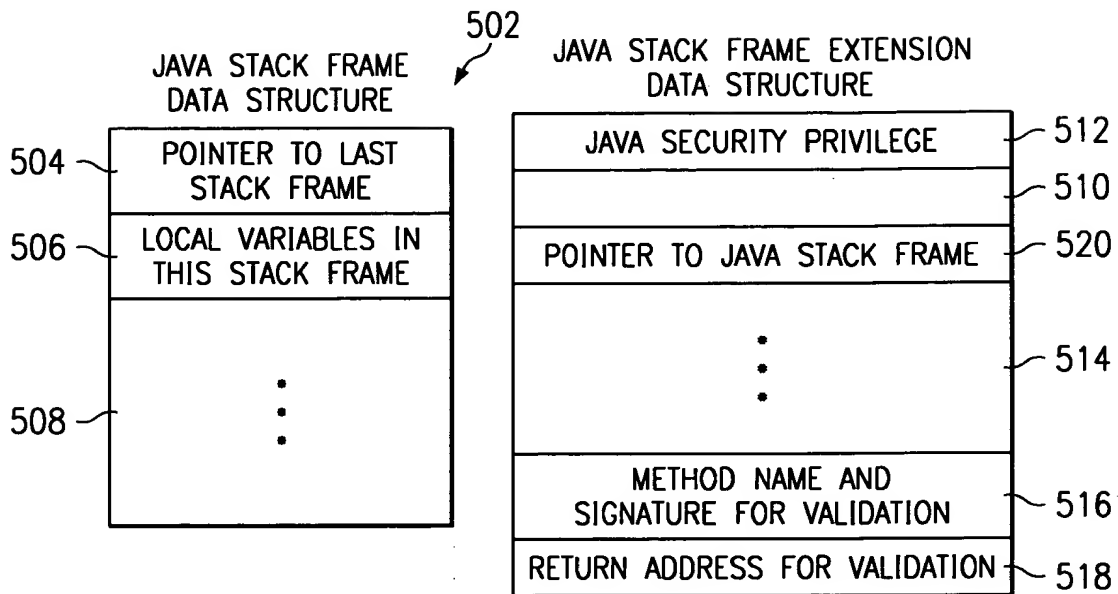 502
JAVA STACK FRAME
DATA STRUCTURE
504
POINTER TO LAST
STACK FRAME
506
LOCAL VARIABLES IN
THIS STACK FRAME
508
JAVA STACK FRAME EXTENSION
DATA STRUCTURE
JAVA SECURITY PRIVILEGE
512
510
POINTER TO JAVA STACK FRAME
520
514
METHOD NAME AND
SIGNATURE FOR VALIDATION
516
RETURN ADDRESS FOR VALIDATION
518